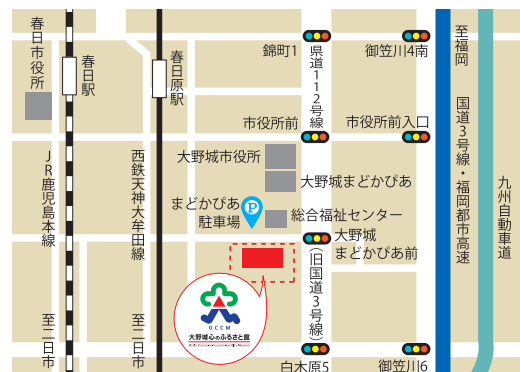 春日市役所
春日駅
春日原駅
錦町1
県道112号線
御笠川4南
至福岡
国道3号線・福岡都市高速
九州自動車道
市役所前
市役所前入口
大野城市役所
大野城まどかぴあ
まどかぴあ
駐車場
P
総合福祉センター
大野城
まどかぴあ前
JR鹿児島本線
西鉄天神大牟田線
(旧国道3号線)
OCCM
大野城心のふるさと館
至二日市
至二日市
白木原5
御笠川6